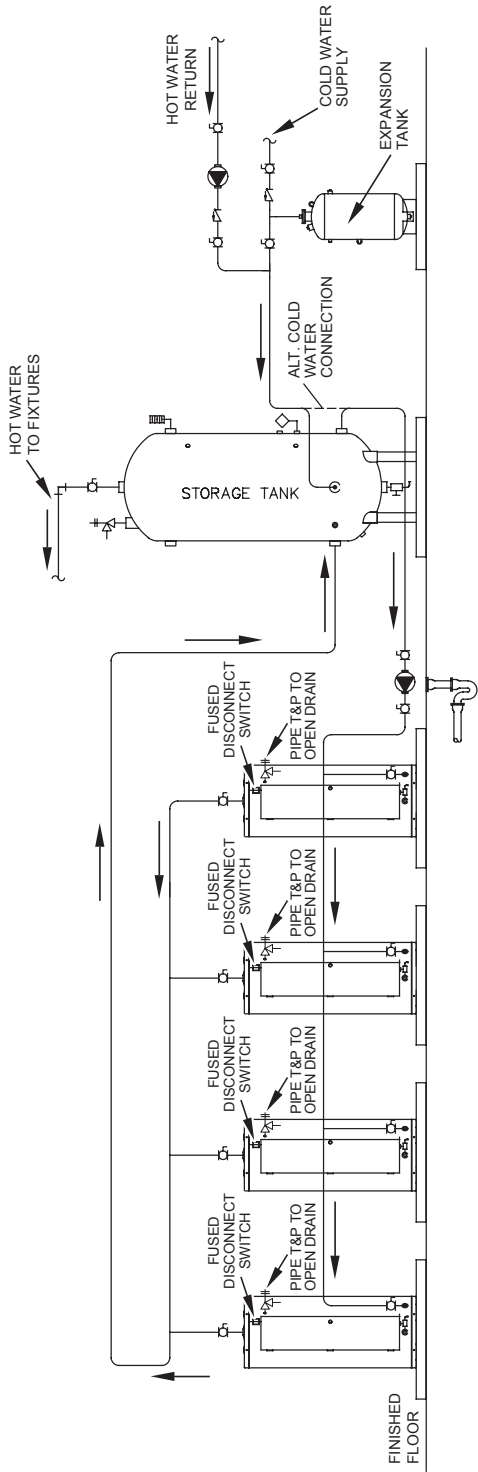 HOT WATER
TO FIXTURES
HOT WATER
RETURN
COLD WATER
SUPPLY
EXPANSION
TANK
ALT. COLD
WATER
CONNECTION
STORAGE TANK
FUSED
DISCONNECT
SWITCH
PIPE T&P TO
OPEN DRAIN
FUSED
DISCONNECT
SWITCH
PIPE T&P TO
OPEN DRAIN
FUSED
DISCONNECT
SWITCH
PIPE T&P TO
OPEN DRAIN
FUSED
DISCONNECT
SWITCH
PIPE T&P TO
OPEN DRAIN
FINISHED
FLOOR